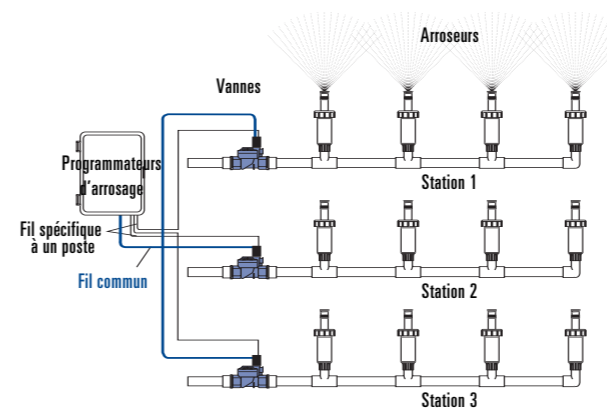 Arroseurs
Vannes
Programmateurs
d'arrosage
Station 1
Fil spécifique
à un poste
Fil commun
Station 2
Station 3